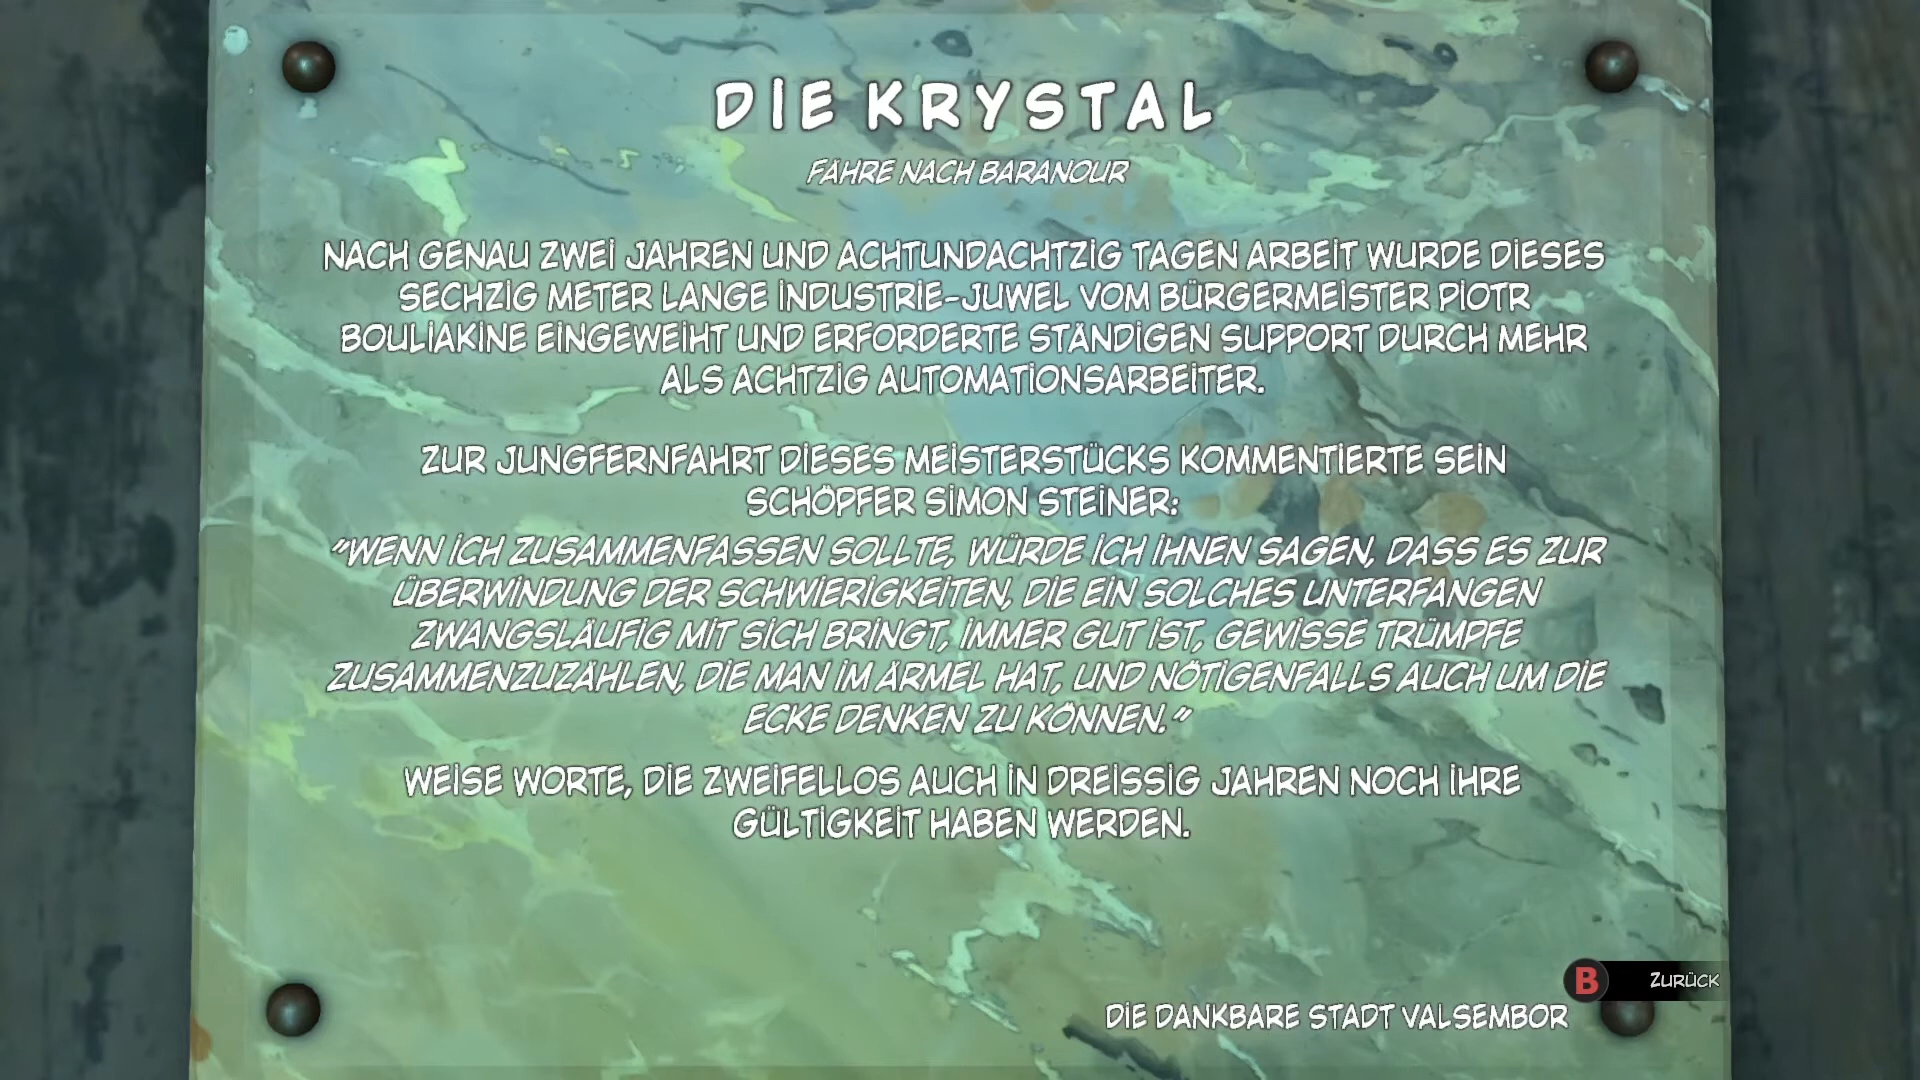 DIE KRYSTAL
FÄHRE NACH BARANOUR
NACH GENAU ZWEI JAHREN UND ACHTUNDACHTZIG TAGEN ARBEIT WURDE DIESES
SECHZIG METER LANGE INDUSTRIE-JUWEL VOM BÜRGERMEISTER PIOTR
BOULIAKINE EINGEWEIHT UND ERFORDERTE STÄNDIGEN SUPPORT DURCH MEHR
ALS ACHTZIG AUTOMATIONSARBEITER.
ZUR JUNGFERNFAHRT DIESES MEISTERSTÜCKS KOMMENTIERTE SEIN
SCHÖPFER SIMON STEINER:
"WENN ICH ZUSAMMENFASSEN SOLLTE, WÜRDE ICH IHNEN SAGEN, DASS ES ZUR
ÜBERWINDUNG DER SCHWIERIGKEITEN, DIE EIN SOLCHES UNTERFANGEN
ZWANGSLÄUFIG MIT SICH BRINGT, IMMER GUT IST, GEWISSE TRÜMPFE
ZUSAMMENZUZÄHLEN, DIE MAN IM ÄRMEL HAT, UND NÖTIGENFALLS AUCH UM DIE
ECKE DENKEN ZU KÖNNEN."
WEISE WORTE, DIE ZWEIFELLOS AUCH IN DREISSIG JAHREN NOCH IHRE
GÜLTIGKEIT HABEN WERDEN.
B ZURÜCK
DIE DANKBARE STADT VALSEMBOR